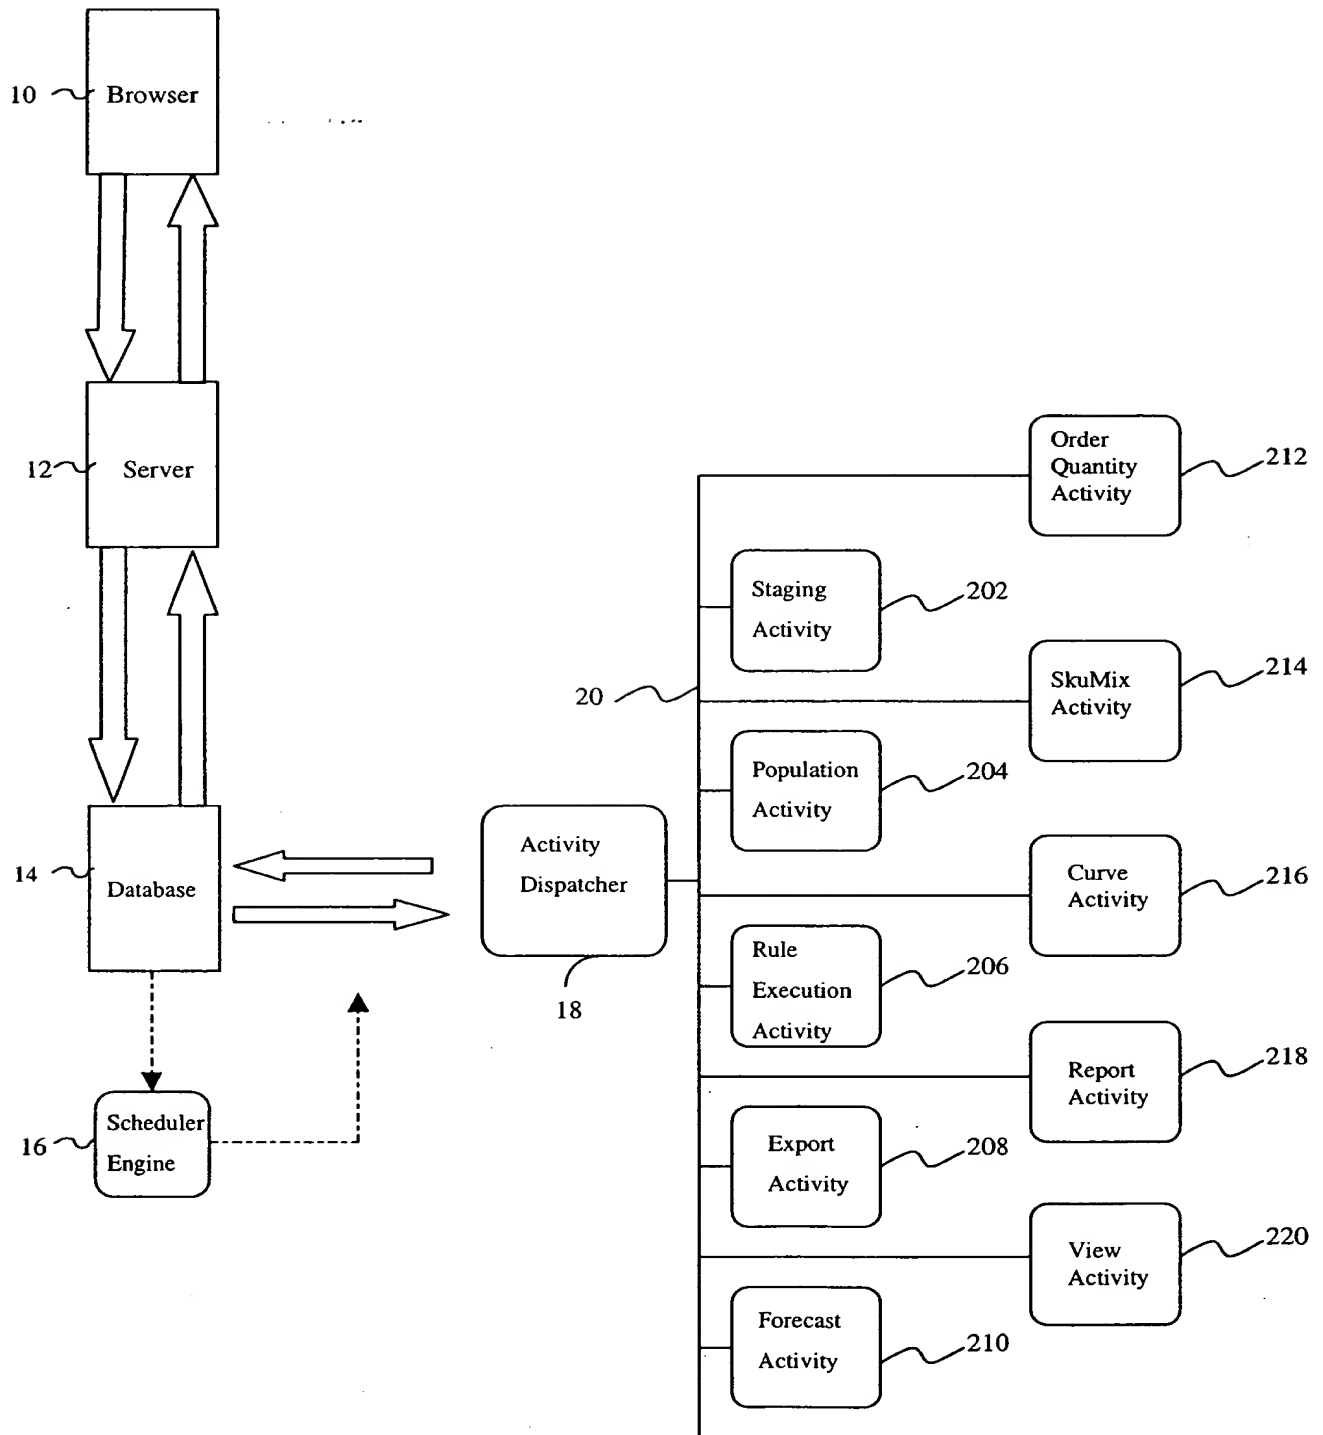 10
Browser
12
Server
14
Database
16
Scheduler
Engine
Activity
Dispatcher
18
20
Order
Quantity
Activity
212
Staging
Activity
202
SkuMix
Activity
214
Population
Activity
204
Curve
Activity
216
Rule
Execution
Activity
206
Report
Activity
218
Export
Activity
208
View
Activity
220
Forecast
Activity
210